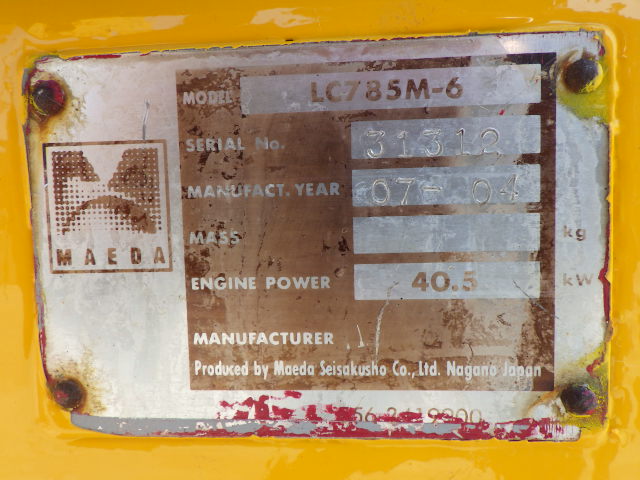 MODEL LC785M-6
SERIAL No. 31312
MANUFACT. YEAR 07-04
MAEDA
MASS kg
ENGINE POWER 40.5 kW
MANUFACTURER
Produced by Maeda Seisakusho Co., Ltd. Nagano Japan